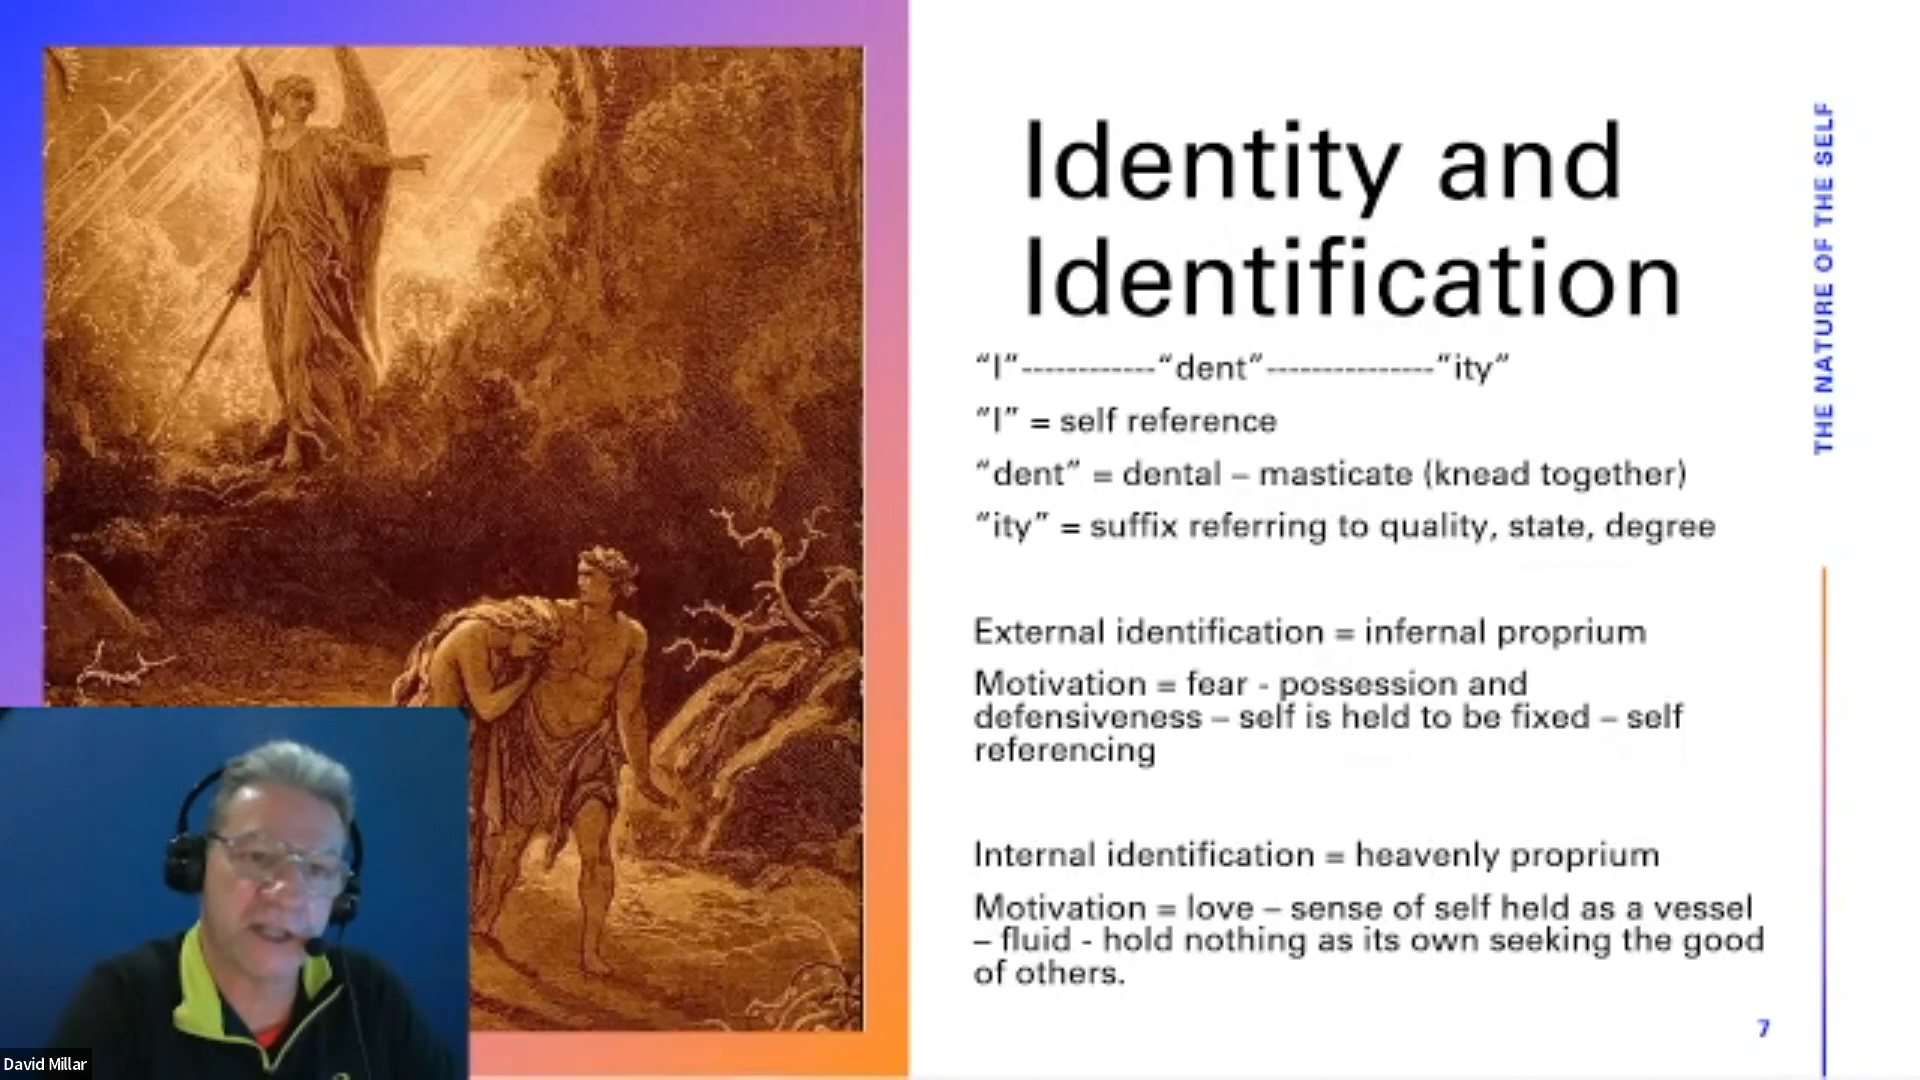 Identity and
Identification
“I”------------“dent”---------------“ity”
“I” = self reference
“dent” = dental – masticate (knead together)
“ity” = suffix referring to quality, state, degree
External identification = infernal proprium
Motivation = fear - possession and
defensiveness – self is held to be fixed – self
referencing
Internal identification = heavenly proprium
Motivation = love – sense of self held as a vessel
– fluid - hold nothing as its own seeking the good
of others.
THE NATURE OF THE SELF
7
David Millar